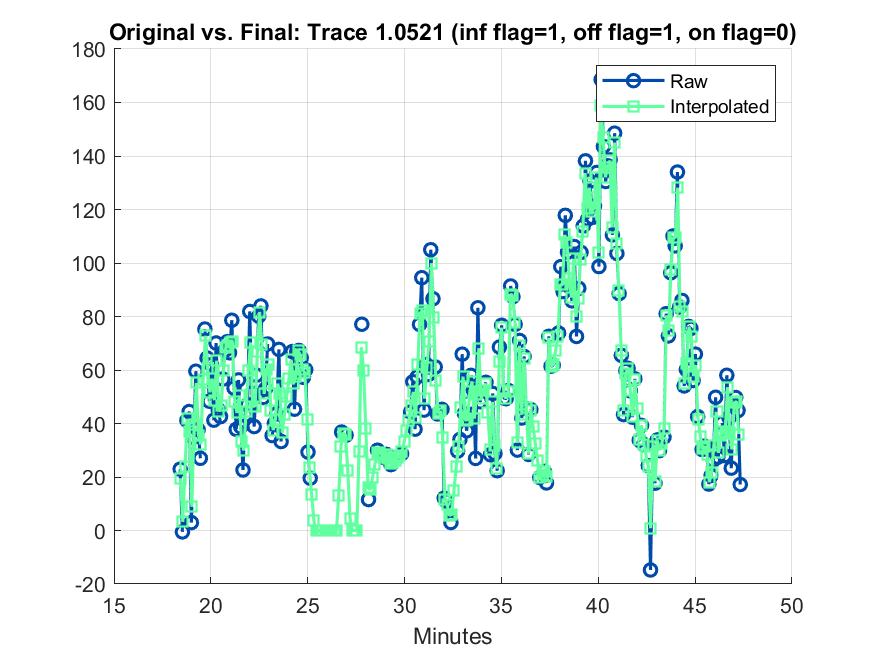 Original vs. Final: Trace 1.0521 (inf flag=1, off flag=1, on flag=0)
180
160
140
120
100
80
60
40
20
0
-20
Raw
Interpolated
15 20 25 30 35 40 45 50
Minutes